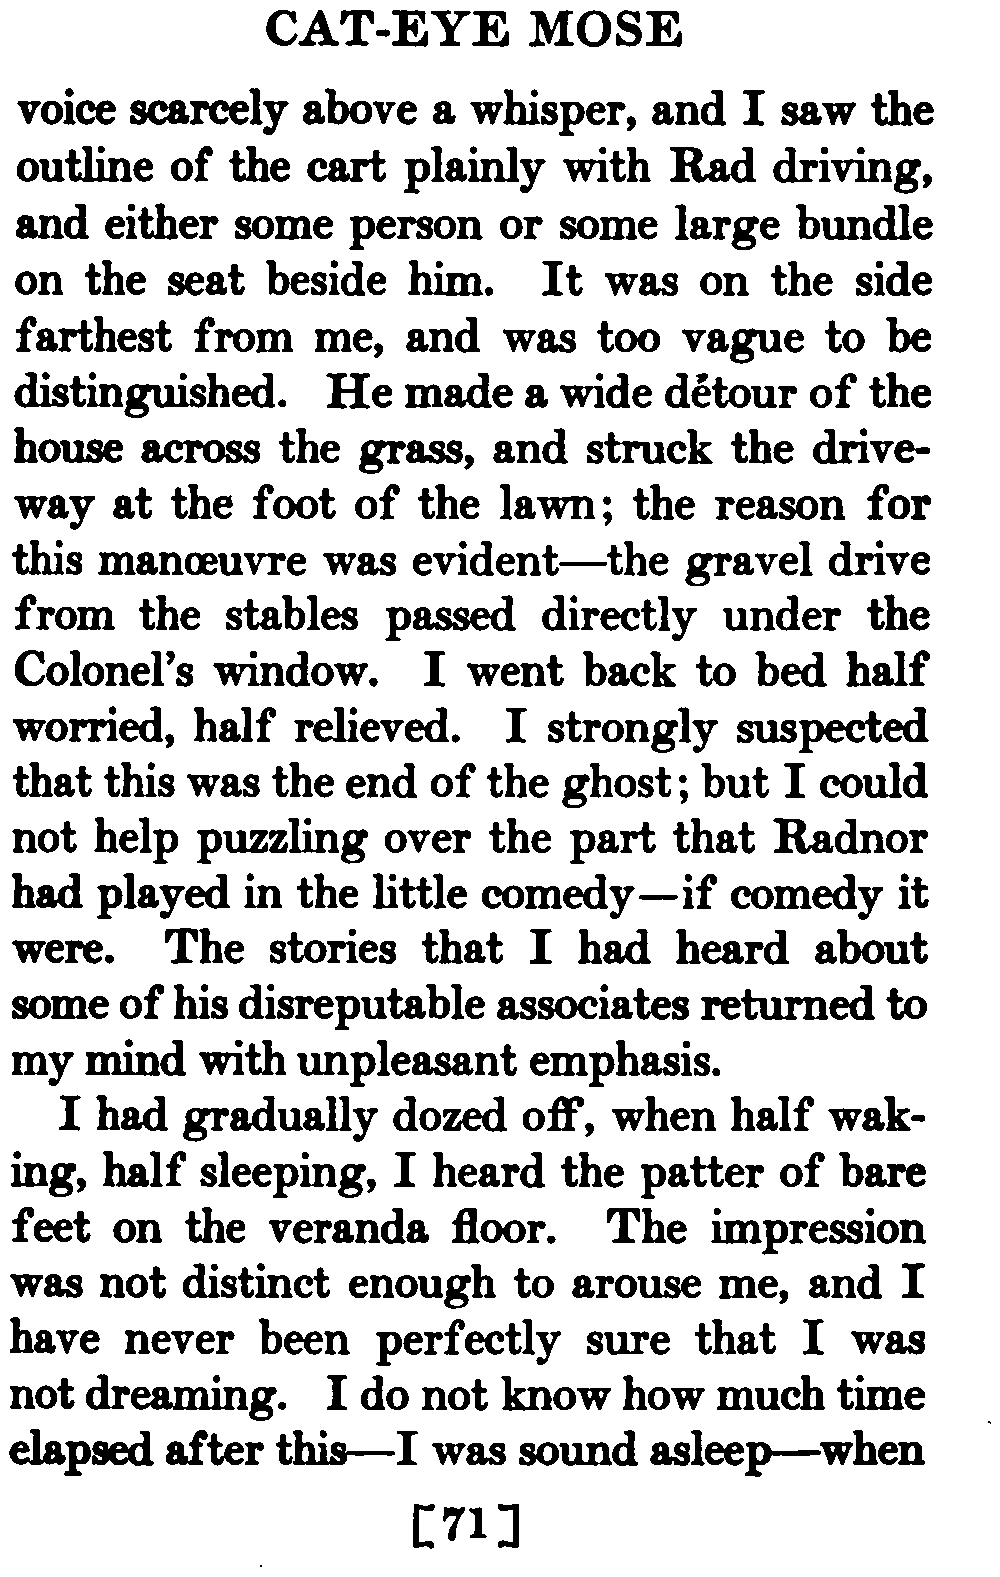 CAT-EYE MOSE
voice scarcely above a whisper, and I saw the
outline of the cart plainly with Rad driving,
and either some person or some large bundle
on the seat beside him. It was on the side
farthest from me, and was too vague to be
distinguished. He made a wide détour of the
house across the grass, and struck the drive-
way at the foot of the lawn; the reason for
this manœuvre was evident—the gravel drive
from the stables passed directly under the
Colonel's window. I went back to bed half
worried, half relieved. I strongly suspected
that this was the end of the ghost; but I could
not help puzzling over the part that Radnor
had played in the little comedy—if comedy it
were. The stories that I had heard about
some of his disreputable associates returned to
my mind with unpleasant emphasis.
I had gradually dozed off, when half wak-
ing, half sleeping, I heard the patter of bare
feet on the veranda floor. The impression
was not distinct enough to arouse me, and I
have never been perfectly sure that I was
not dreaming. I do not know how much time
elapsed after this—I was sound asleep—when
[71]